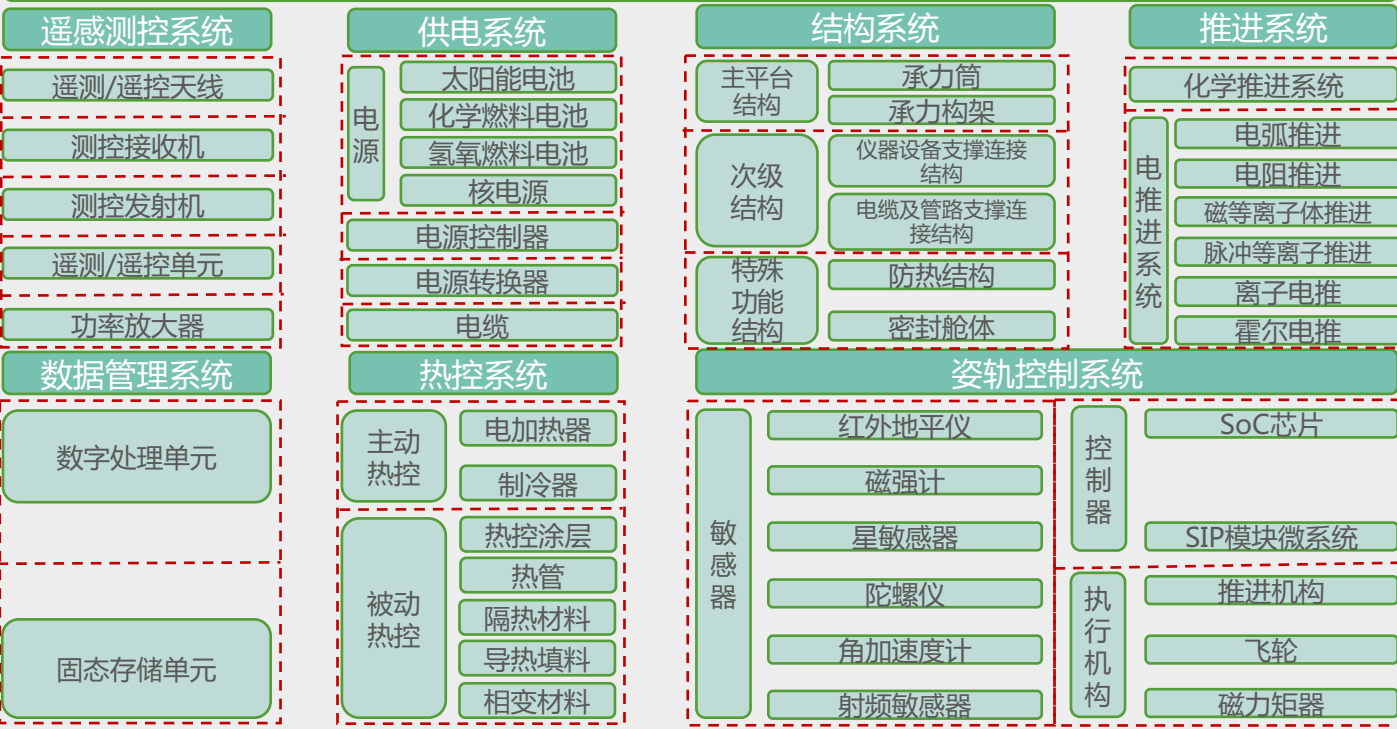 遥感测控系统
遥测/遥控天线
测控接收机
测控发射机
遥测/遥控单元
功率放大器
供电系统
电
源
太阳能电池
化学燃料电池
氢氧燃料电池
核电源
电源控制器
电源转换器
电缆
结构系统
主平台
结构
承力筒
承力构架
次级
结构
仪器设备支撑连接
结构
电缆及管路支撑连
接结构
特殊
功能
结构
防热结构
密封舱体
推进系统
化学推进系统
电
推
进
系
统
电弧推进
电阻推进
磁等离子体推进
脉冲等离子推进
离子电推
霍尔电推
数据管理系统
数字处理单元
固态存储单元
热控系统
主动
热控
电加热器
制冷器
被动
热控
热控涂层
热管
隔热材料
导热填料
相变材料
姿轨控制系统
敏
感
器
红外地平仪
磁强计
星敏感器
陀螺仪
角加速度计
射频敏感器
控
制
器
SoC芯片
SIP模块微系统
执
行
机
构
推进机构
飞轮
磁力矩器